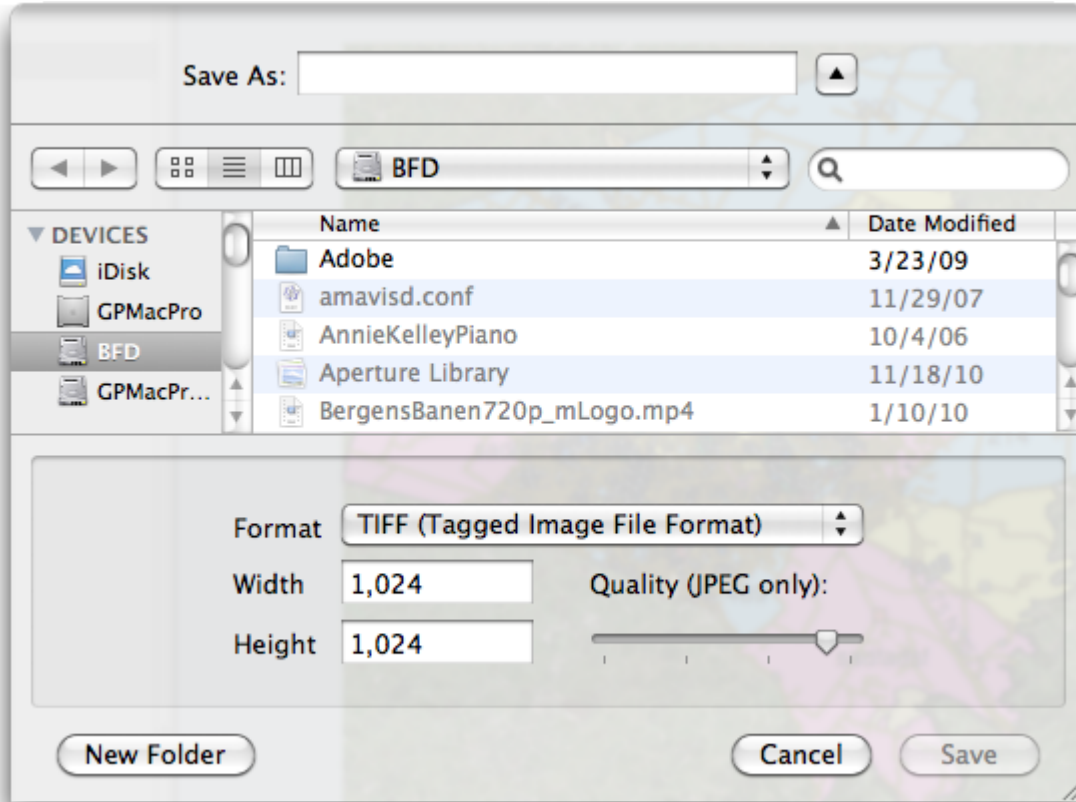 Save As:
BFD
DEVICES
iDisk
GPMacPro
BFD
GPMacPr...
Name Date Modified
Adobe 3/23/09
amavisd.conf 11/29/07
AnnieKelleyPiano 10/4/06
Aperture Library 11/18/10
BergensBanen720p_mLogo.mp4 1/10/10
Format TIFF (Tagged Image File Format)
Width 1,024 Quality (JPEG only):
Height 1,024
New Folder Cancel Save